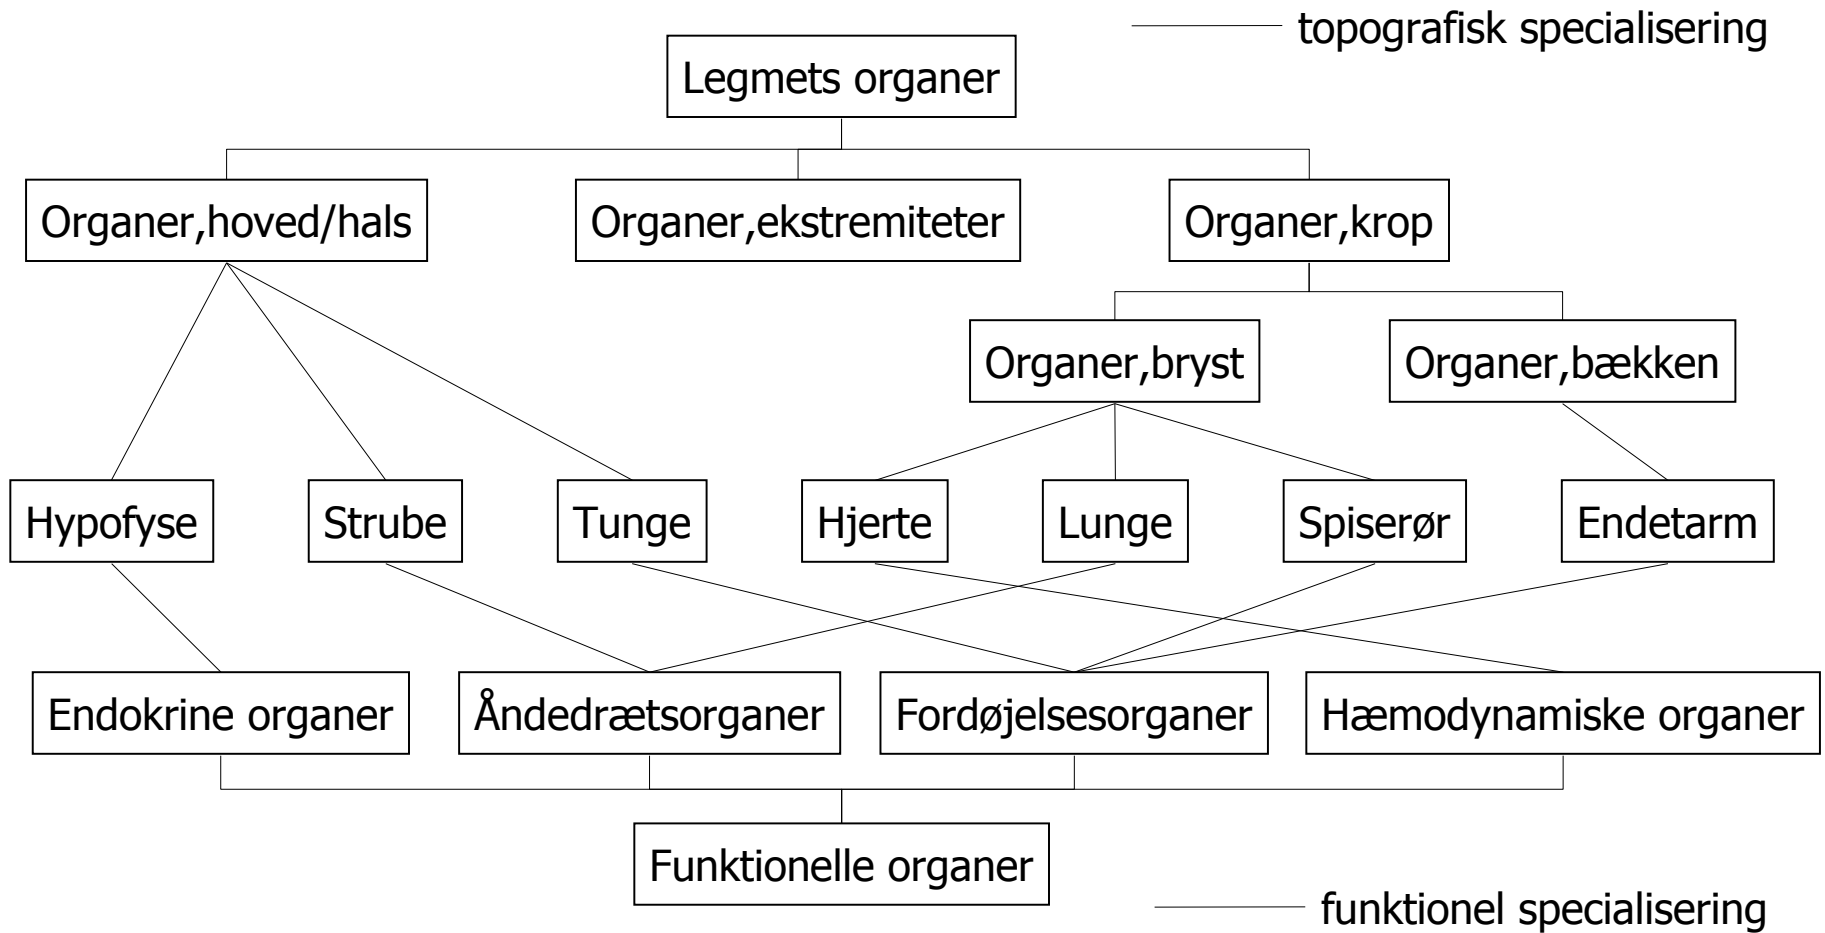 topografisk specialisering
Legmets organer
Organer,hoved/hals
Organer,ekstremiteter
Organer,krop
Organer,bryst
Organer,bækken
Hypofyse
Strube
Tunge
Hjerte
Lunge
Spiserør
Endetarm
Endokrine organer
Åndedrætsorganer
Fordøjelsesorganer
Hæmodynamiske organer
Funktionelle organer
funktionel specialisering